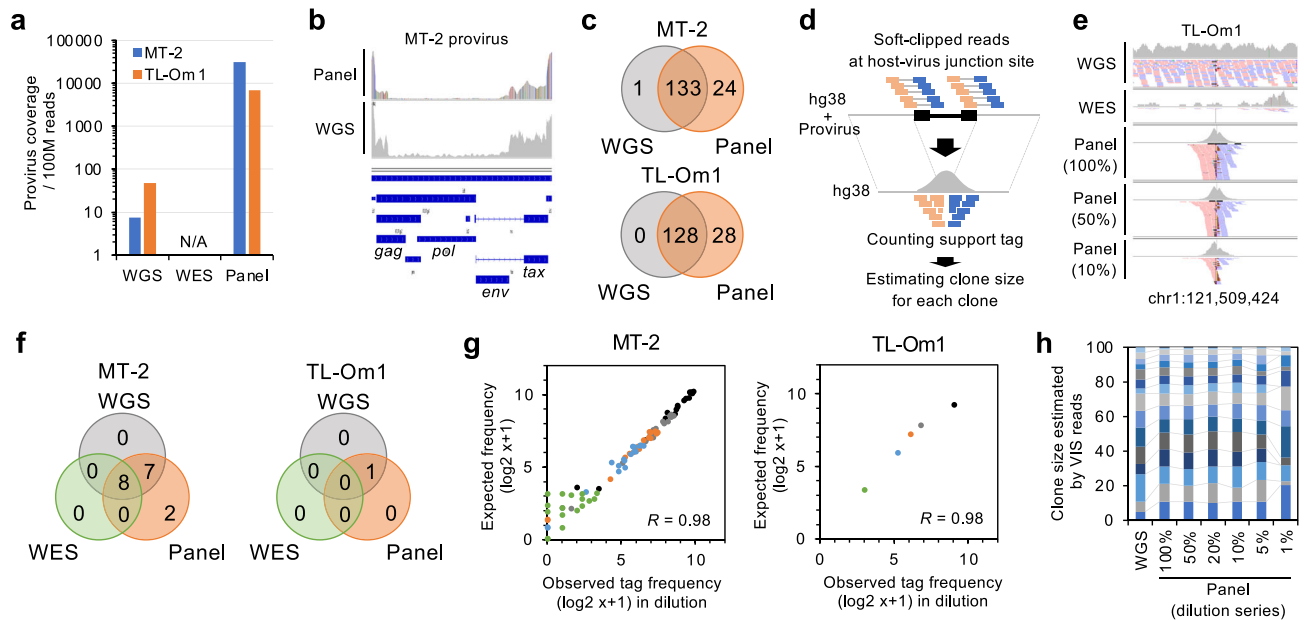 a
100000
10000
1000
100
10
1
Provirus coverage
/ 100M reads
MT-2
TL-Om1
N/A
WGS WES Panel
b
MT-2 provirus
Panel
WGS
gag
pol
env
tax
c
MT-2
1 133 24
WGS Panel
TL-Om1
0 128 28
WGS Panel
d
Soft-clipped reads
at host-virus junction site
hg38
+
Provirus
hg38
Counting support tag
Estimating clone size
for each clone
e
TL-Om1
WGS
WES
Panel
(100%)
Panel
(50%)
Panel
(10%)
chr1:121,509,424
f
MT-2
WGS
0
0 7
8
0 0 2
WES Panel
TL-Om1
WGS
0
0 1
0
0 0 0
WES Panel
g
MT-2
Expected frequency
(log2 x+1)
10
5
0
R = 0.98
0 5 10
Observed tag frequency
(log2 x+1) in dilution
TL-Om1
Expected frequency
(log2 x+1)
10
5
0
R = 0.98
0 5 10
Observed tag frequency
(log2 x+1) in dilution
h
Clone size estimated
by VIS reads
100
80
60
40
20
0
WGS
100%
50%
20%
10%
5%
1%
Panel
(dilution series)